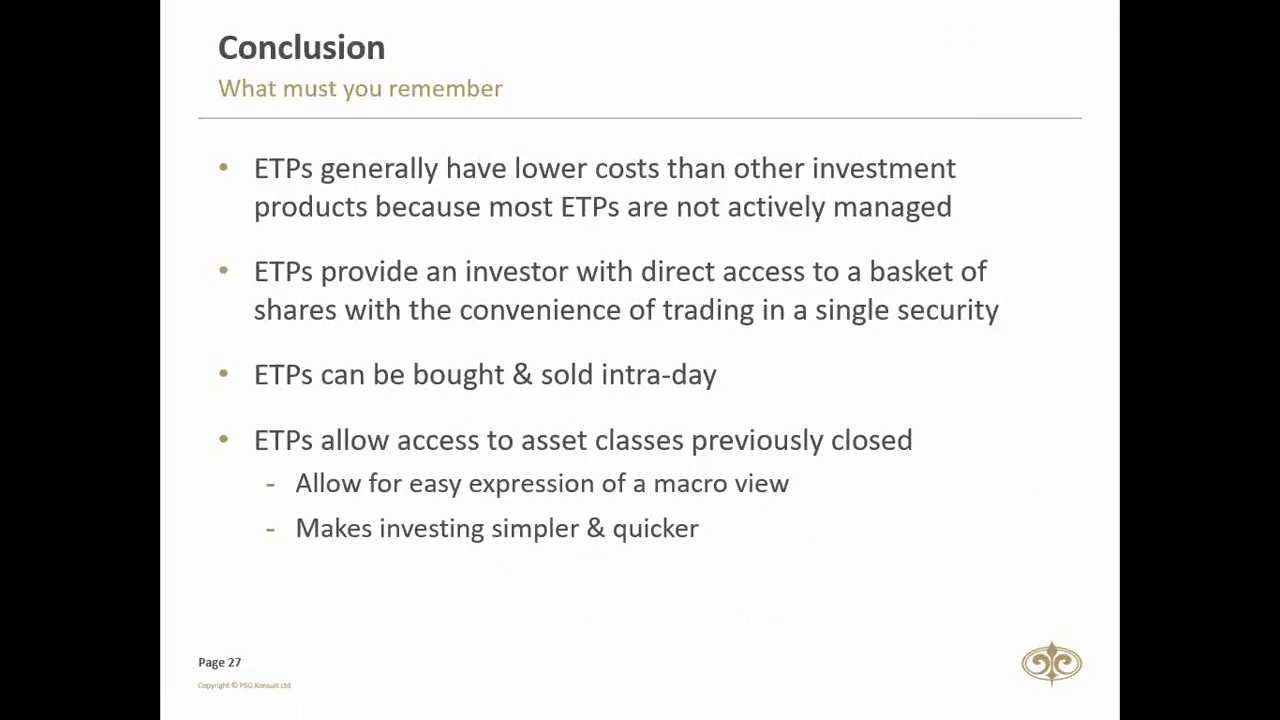 Conclusion
What must you remember
• ETPs generally have lower costs than other investment
products because most ETPs are not actively managed
• ETPs provide an investor with direct access to a basket of
shares with the convenience of trading in a single security
• ETPs can be bought & sold intra-day
• ETPs allow access to asset classes previously closed
- Allow for easy expression of a macro view
- Makes investing simpler & quicker
Page 27
Copyright © PSG Konsult Ltd